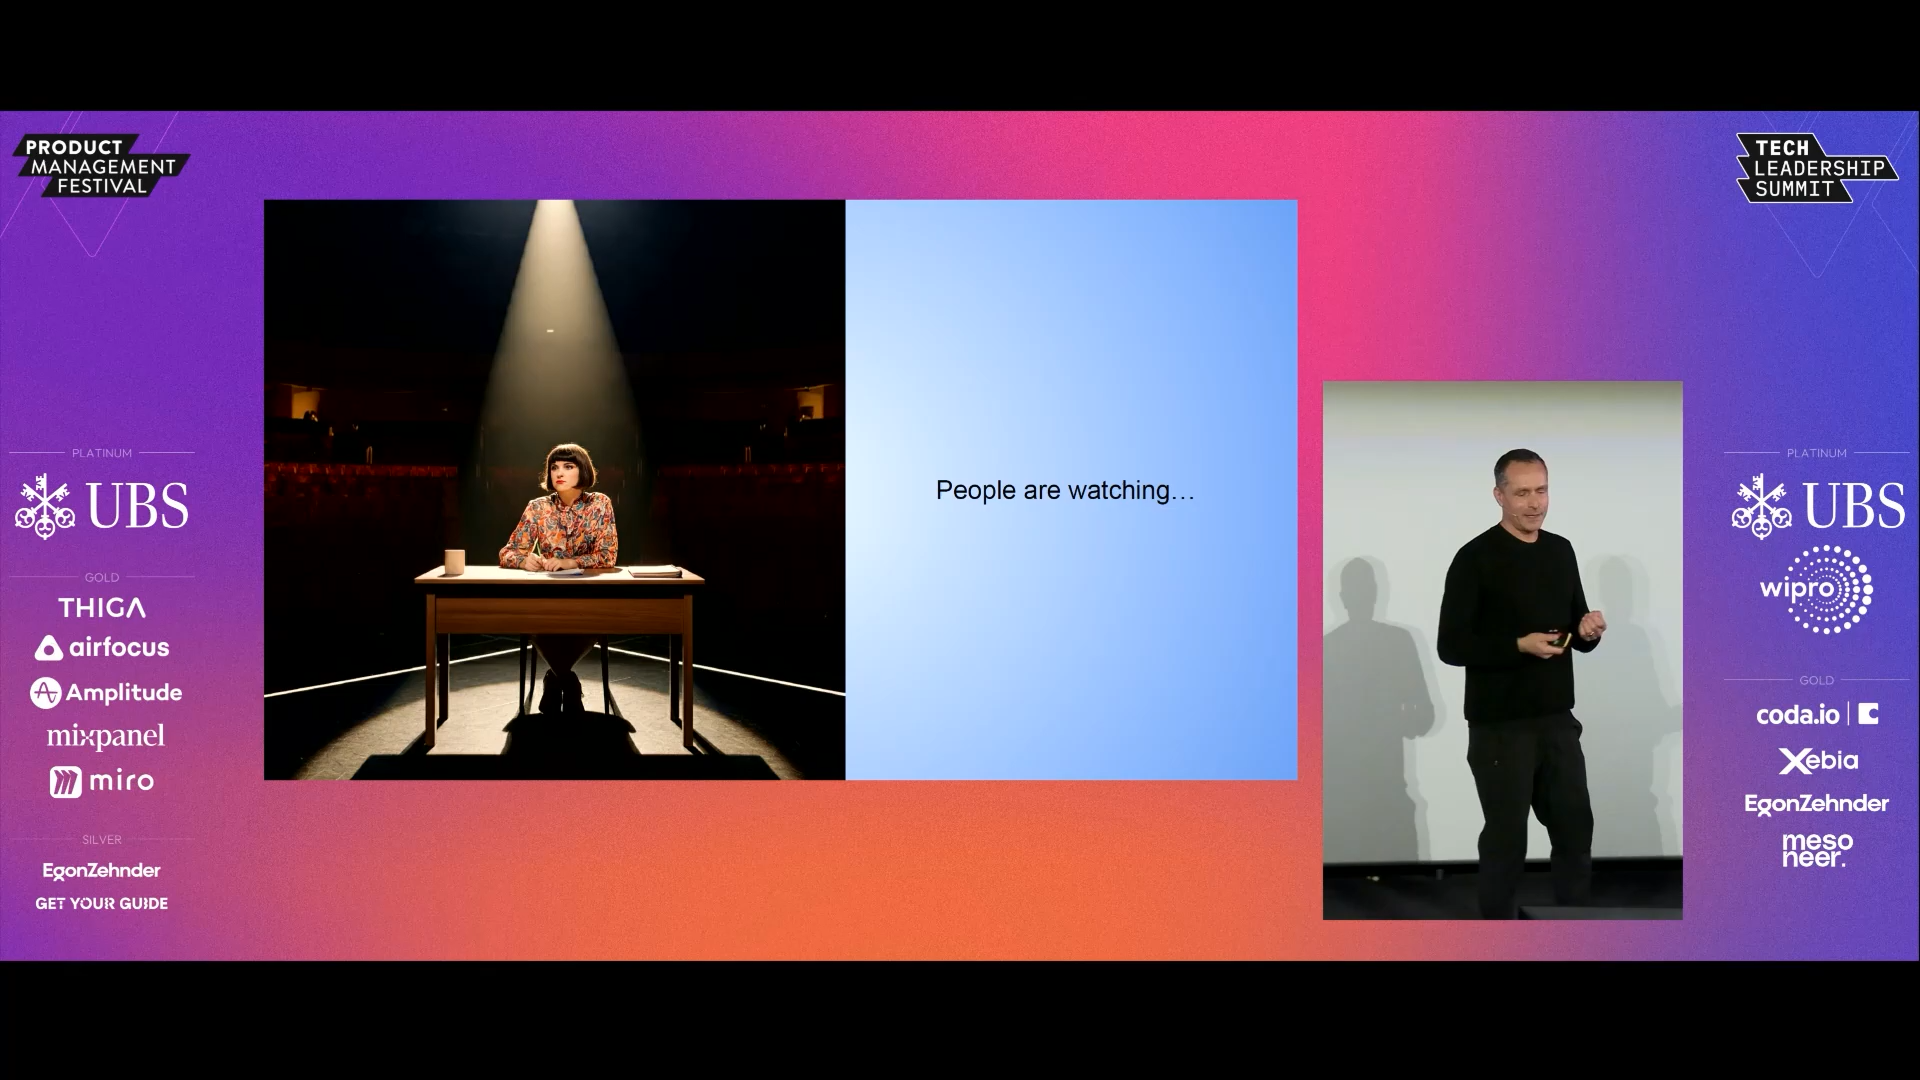 PRODUCT
MANAGEMENT
FESTIVAL
TECH
LEADERSHIP
SUMMIT
People are watching…
PLATINUM
UBS
GOLD
THIGA
airfocus
Amplitude
mixpanel
miro
SILVER
EgonZehnder
GET YOUR GUIDE
PLATINUM
UBS
wipro
GOLD
coda.io
Xebia
EgonZehnder
meso
neer.